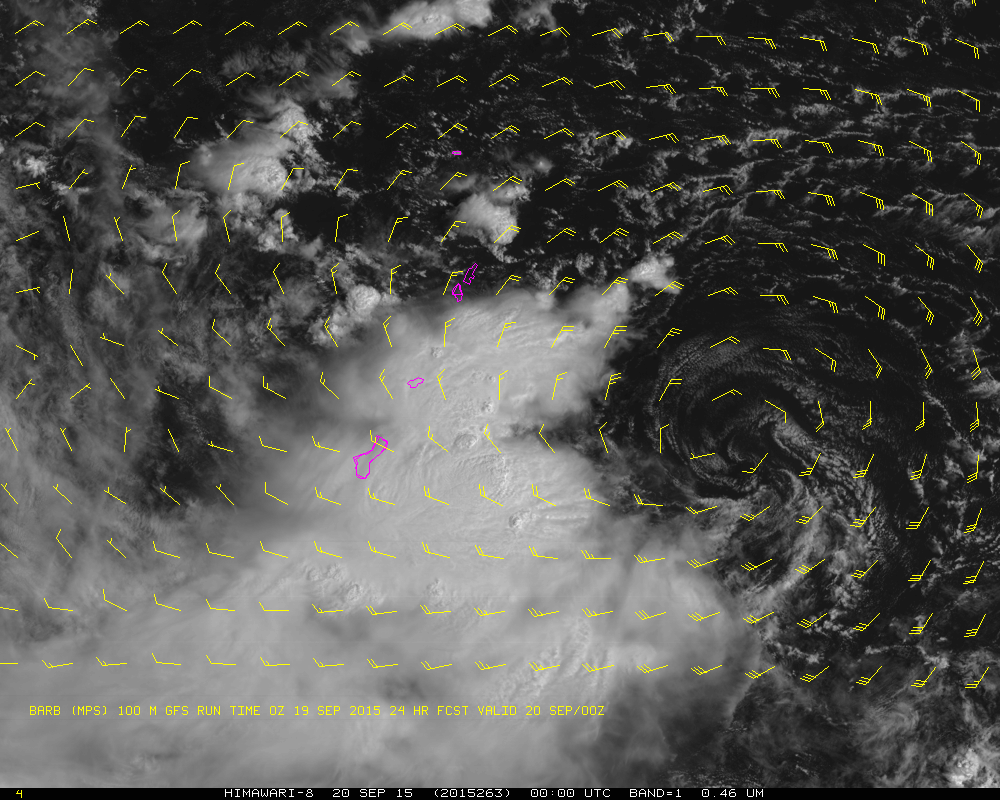 BARB (MPS) 100 M GFS RUN TIME 0Z 19 SEP 2015 24 HR FCST VALID 20 SEP/00Z
4 HIMAWARI-8 20 SEP 15 (2015263) 00:00 UTC BAND=1 0.46 UM